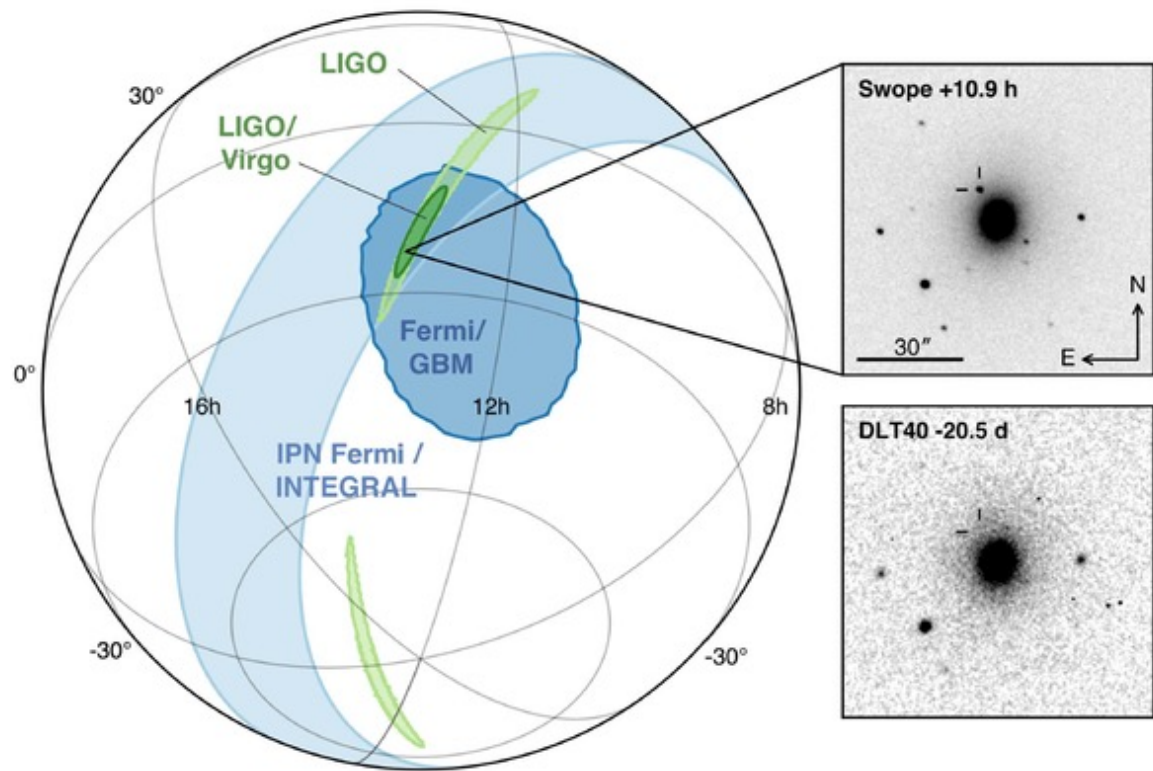 LIGO
30°
LIGO/
Virgo
Fermi/
GBM
0°
16h
12h
8h
IPN Fermi /
INTEGRAL
-30°
-30°
Swope +10.9 h
N
30″
E
DLT40 -20.5 d